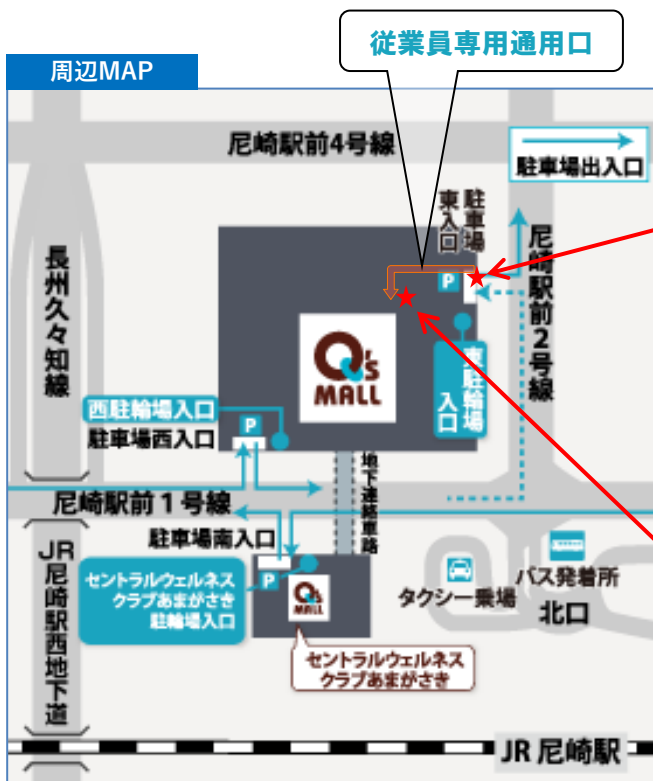 従業員専用通用口
周辺MAP
尼崎駅前4号線
駐車場出入口
駐車場
東入口
長州久々知線
尼崎駅前2号線
P
Q's
MALL
東駐輪場
入口
西駐輪場入口
P
駐車場西入口
地下連絡車路
尼崎駅前1号線
駐車場南入口
JR尼崎駅西地下道
セントラルウェルネス
クラブあまがさき
駐輪場入口
P
Q's
MALL
タクシー乗場
バス発着所
北口
セントラルウェルネス
クラブあまがさき
JR 尼崎駅